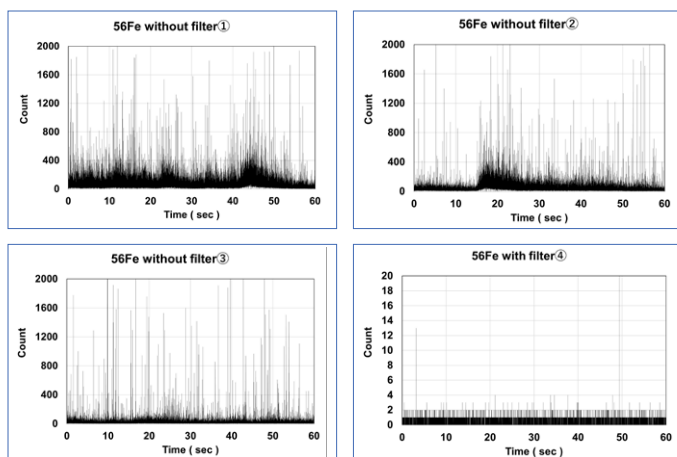 56Fe without filter①
2000
1600
1200
800
400
0
Count
0 10 20 30 40 50 60
Time ( sec )
56Fe without filter②
2000
1600
1200
800
400
0
Count
0 10 20 30 40 50 60
Time ( sec )
56Fe without filter③
2000
1600
1200
800
400
0
Count
0 10 20 30 40 50 60
Time ( sec )
56Fe with filter④
20
18
16
14
12
10
8
6
4
2
0
Count
0 10 20 30 40 50 60
Time ( sec )